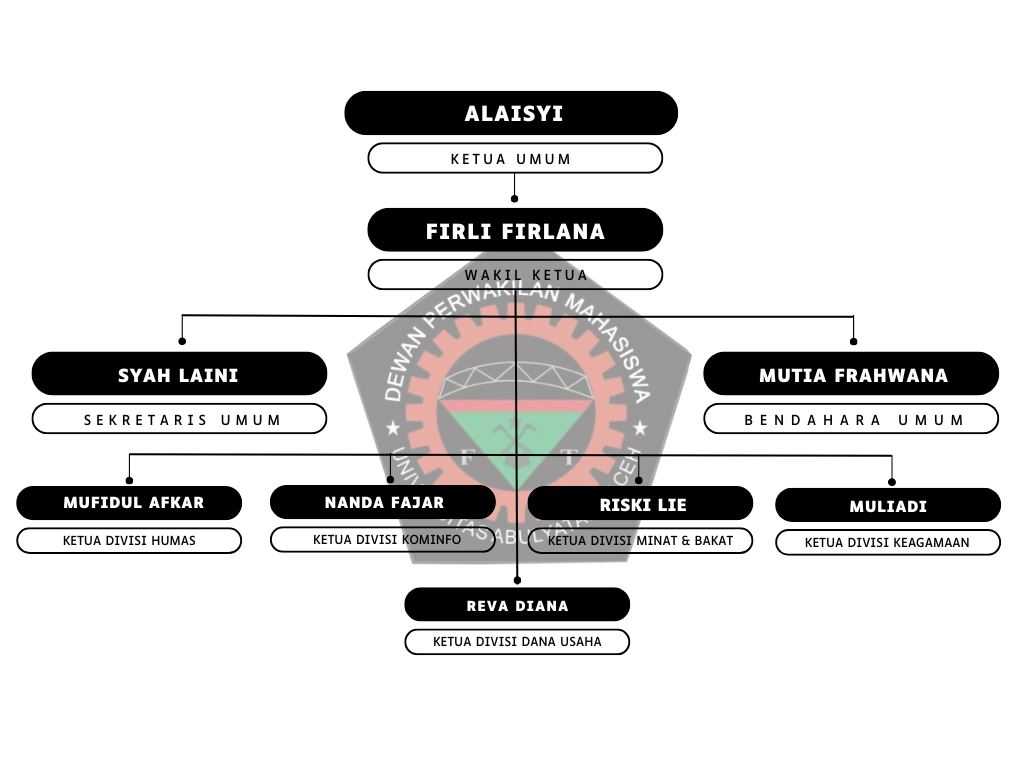 ALAISYI
KETUA UMUM
FIRLI FIRLANA
WAKIL KETUA
DEWAN PERWAKILAN MAHASISWA
SYAH LAINI
MUTIA FRAHWANA
SEKRETARIS UMUM
BENDAHARA UMUM
F T
MUFIDUL AFKAR
NANDA FAJAR
RISKI LIE
MULIADI
KETUA DIVISI HUMAS
KETUA DIVISI KOMINFO
KETUA DIVISI MINAT & BAKAT
KETUA DIVISI KEAGAMAAN
REVA DIANA
KETUA DIVISI DANA USAHA